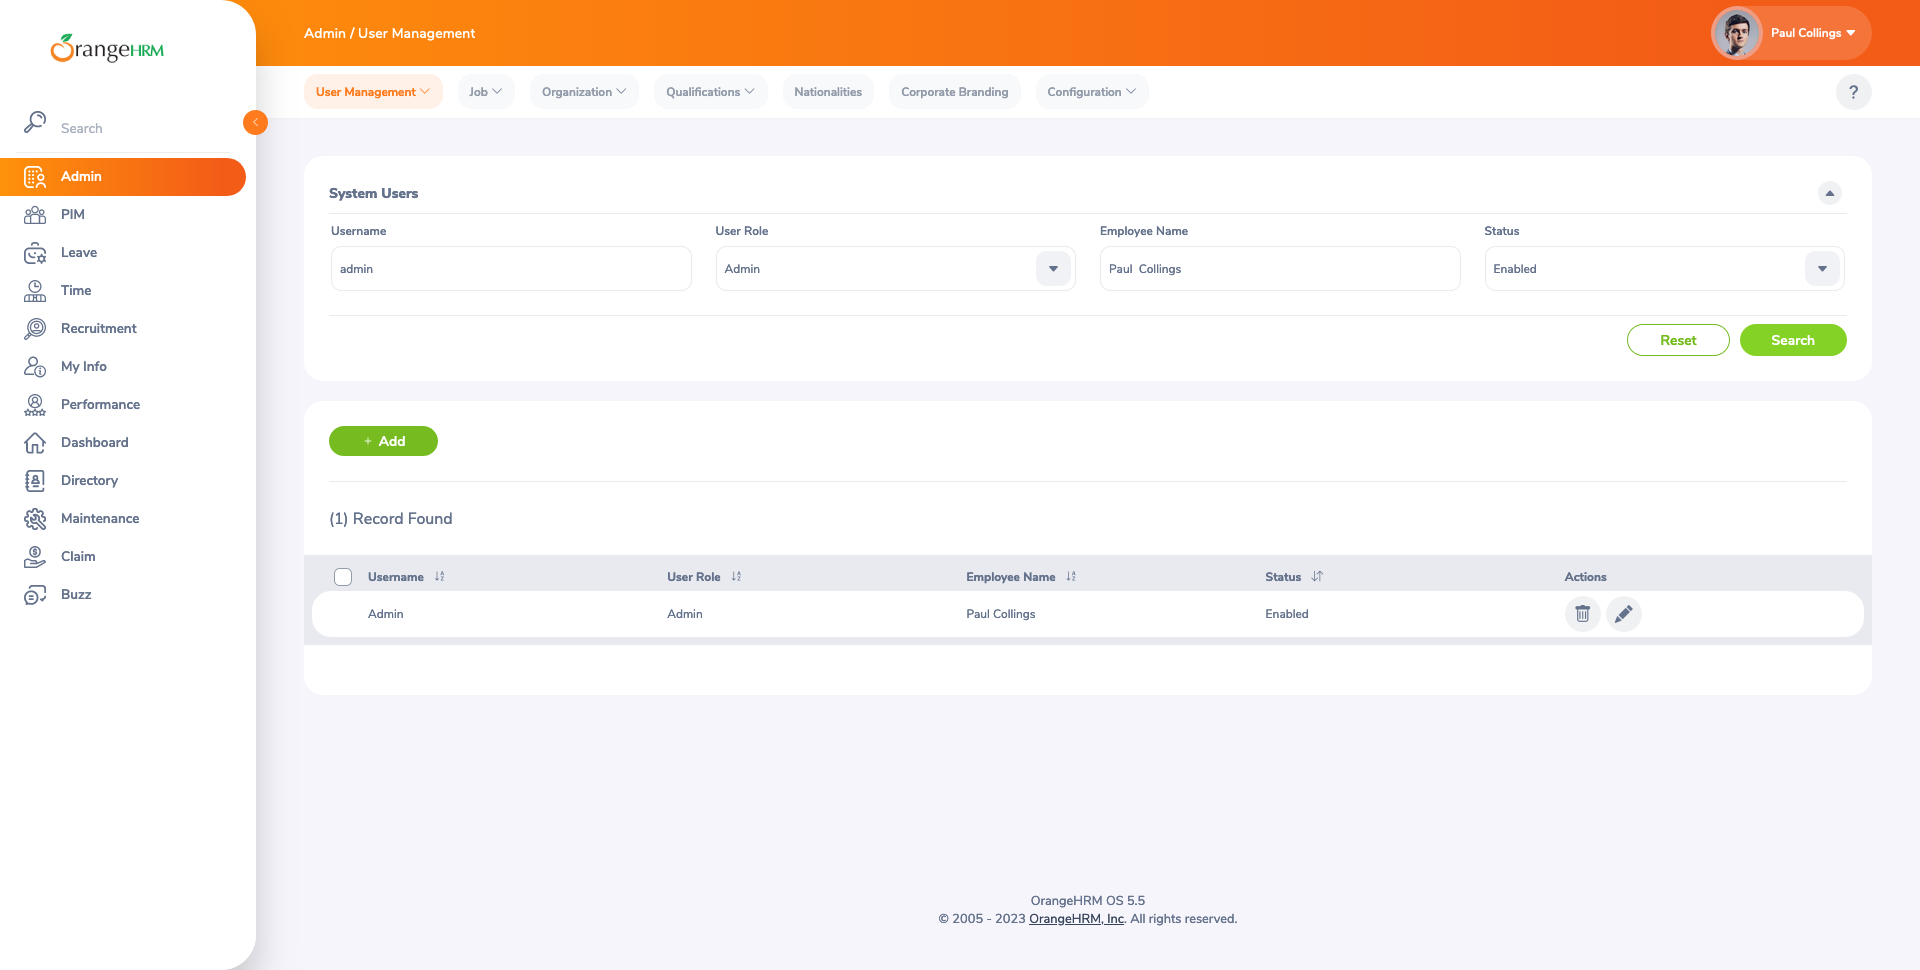 OrangeHRM
Admin / User Management
Paul Collings
User Management
Job
Organization
Qualifications
Nationalities
Corporate Branding
Configuration
?
Search
Admin
PIM
Leave
Time
Recruitment
My Info
Performance
Dashboard
Directory
Maintenance
Claim
Buzz
System Users
Username
User Role
Employee Name
Status
admin
Admin
Paul  Collings
Enabled
Reset
Search
+ Add
(1) Record Found
Username
User Role
Employee Name
Status
Actions
Admin
Admin
Paul Collings
Enabled
OrangeHRM OS 5.5
© 2005 - 2023 OrangeHRM, Inc. All rights reserved.